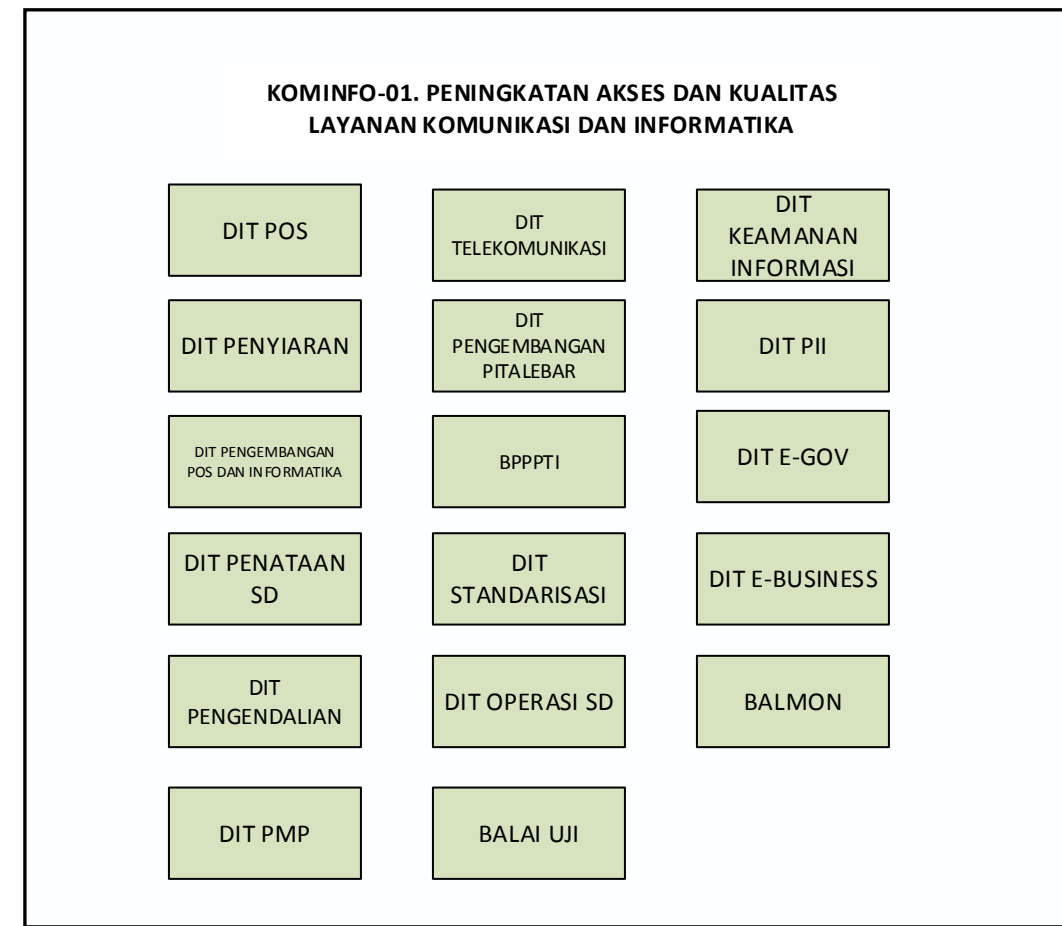 KOMINFO-01. PENINGKATAN AKSES DAN KUALITAS
LAYANAN KOMUNIKASI DAN INFORMATIKA
DIT POS
DIT
TELEKOMUNIKASI
DIT
KEAMANAN
INFORMASI
DIT PENYIARAN
DIT
PENGEMBANGAN
PITALEBAR
DIT PII
DIT PENGEMBANGAN
POS DAN INFORMATIKA
BPPPTI
DIT E-GOV
DIT PENATAAN
SD
DIT
STANDARISASI
DIT E-BUSINESS
DIT
PENGENDALIAN
DIT OPERASI SD
BALMON
DIT PMP
BALAI UJI